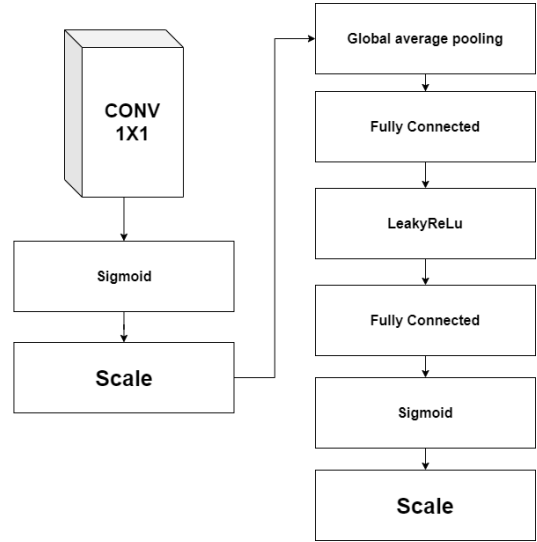 CONV
1X1
Sigmoid
Scale
Global average pooling
Fully Connected
LeakyReLu
Fully Connected
Sigmoid
Scale